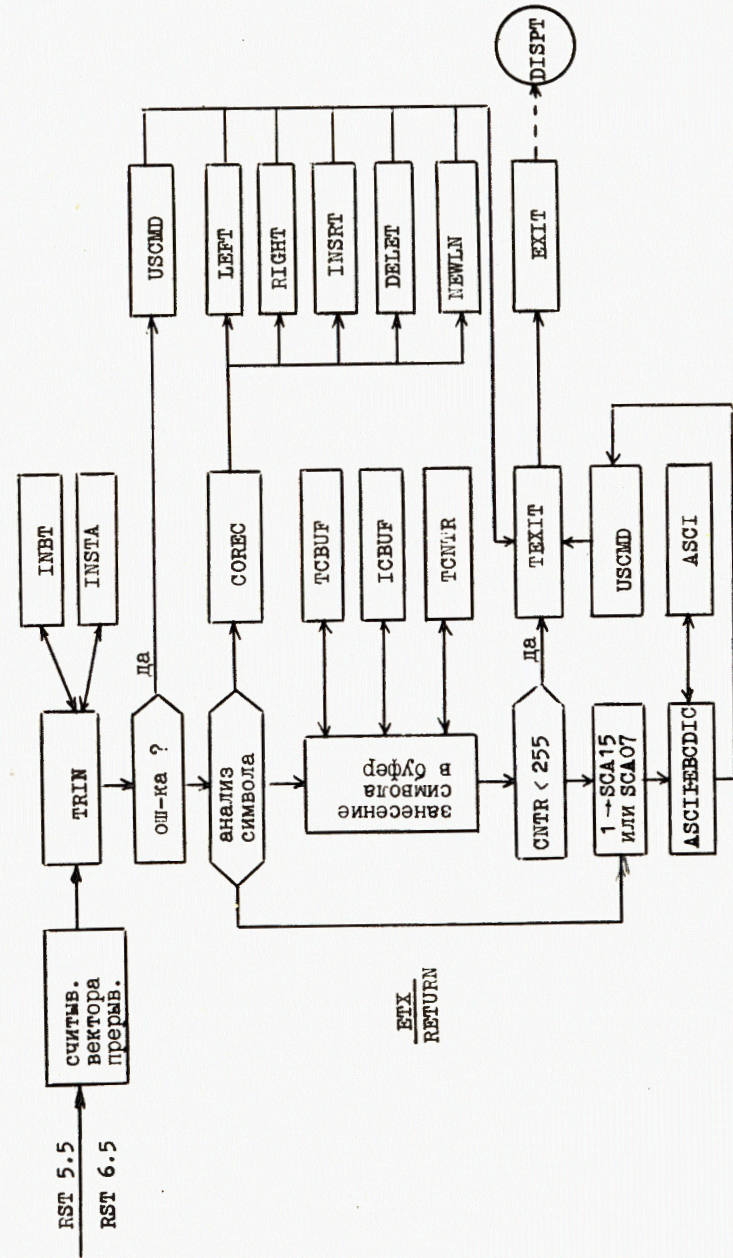 RST 5.5
RST 6.5
считыв.
вектора
прерыв.
TRIN
INBT
INSTA
ош-ка ?
да
USCMD
анализ
символа
COREC
LEFT
RIGHT
INSRT
DELET
NEWLN
занесение
символа
в буфер
TCBUF
ICBUF
TCNTR
ETX
RETURN
CNTR < 255
да
TEXIT
EXIT
DISPT
1 → SCA15
ИЛИ SCA07
USCMD
ASCI